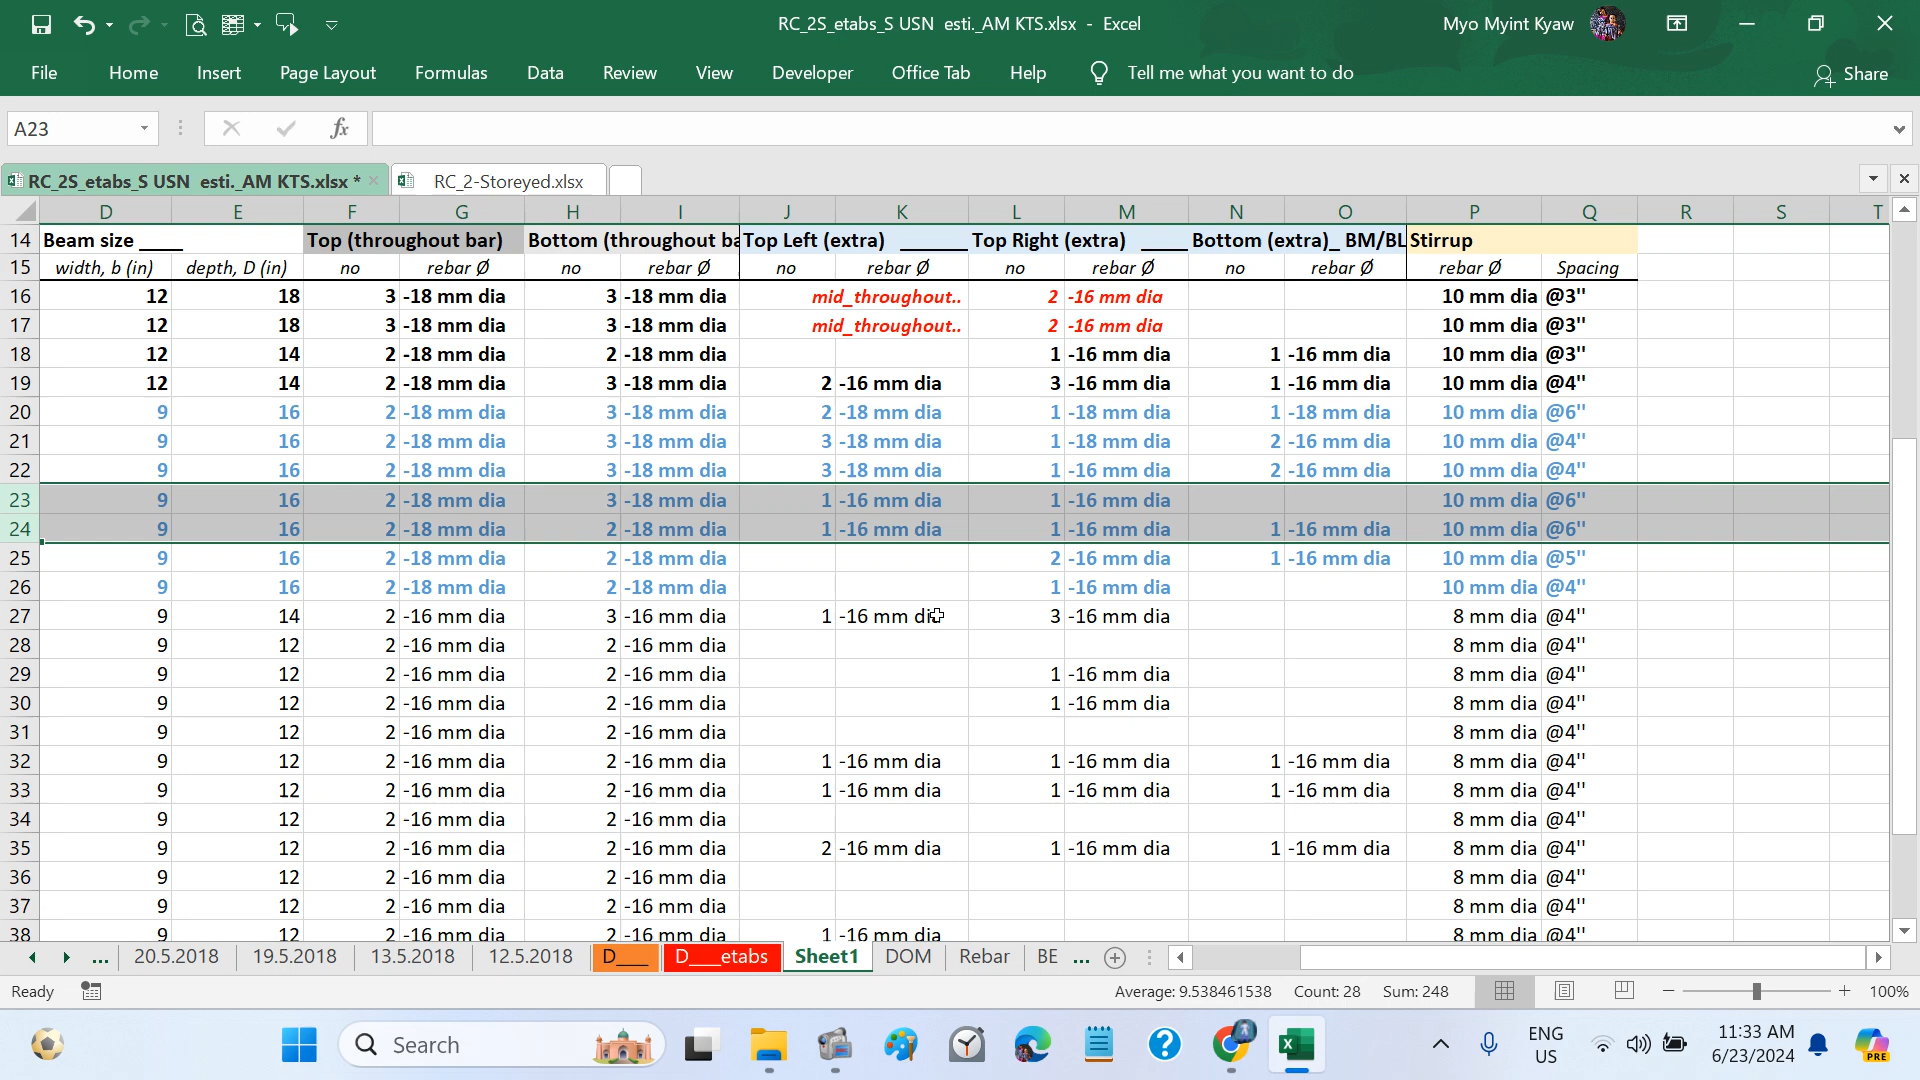 RC_2S_etabs_S USN  esti._AM KTS.xlsx  -  Excel
Myo Myint Kyaw
File Home Insert Page Layout Formulas Data Review View Developer Office Tab Help Tell me what you want to do Share
A23 fx
RC_2S_etabs_S USN  esti._AM KTS.xlsx * RC_2-Storeyed.xlsx
D E F G H I J K L M N O P Q R S T
14 Beam size ____ Top (throughout bar) Bottom (throughout ba Top Left (extra) ______ Top Right (extra) ____ Bottom (extra)_ BM/BL Stirrup
15 width, b (in) depth, D (in) no rebar Ø no rebar Ø no rebar Ø no rebar Ø no rebar Ø rebar Ø Spacing
16 12 18 3 -18 mm dia 3 -18 mm dia mid_throughout.. 2 -16 mm dia 10 mm dia @3"
17 12 18 3 -18 mm dia 3 -18 mm dia mid_throughout.. 2 -16 mm dia 10 mm dia @3"
18 12 14 2 -18 mm dia 2 -18 mm dia 1 -16 mm dia 1 -16 mm dia 10 mm dia @3"
19 12 14 2 -18 mm dia 3 -18 mm dia 2 -16 mm dia 3 -16 mm dia 1 -16 mm dia 10 mm dia @4"
20 9 16 2 -18 mm dia 3 -18 mm dia 2 -18 mm dia 1 -18 mm dia 1 -18 mm dia 10 mm dia @6"
21 9 16 2 -18 mm dia 3 -18 mm dia 3 -18 mm dia 1 -18 mm dia 2 -16 mm dia 10 mm dia @4"
22 9 16 2 -18 mm dia 3 -18 mm dia 3 -18 mm dia 1 -16 mm dia 2 -16 mm dia 10 mm dia @4"
23 9 16 2 -18 mm dia 3 -18 mm dia 1 -16 mm dia 1 -16 mm dia 10 mm dia @6"
24 9 16 2 -18 mm dia 2 -18 mm dia 1 -16 mm dia 1 -16 mm dia 1 -16 mm dia 10 mm dia @6"
25 9 16 2 -18 mm dia 2 -18 mm dia 2 -16 mm dia 1 -16 mm dia 10 mm dia @5"
26 9 16 2 -18 mm dia 2 -18 mm dia 1 -16 mm dia 10 mm dia @4"
27 9 14 2 -16 mm dia 3 -16 mm dia 1 -16 mm dia 3 -16 mm dia 8 mm dia @4"
28 9 12 2 -16 mm dia 2 -16 mm dia 8 mm dia @4"
29 9 12 2 -16 mm dia 2 -16 mm dia 1 -16 mm dia 8 mm dia @4"
30 9 12 2 -16 mm dia 2 -16 mm dia 1 -16 mm dia 8 mm dia @4"
31 9 12 2 -16 mm dia 2 -16 mm dia 8 mm dia @4"
32 9 12 2 -16 mm dia 2 -16 mm dia 1 -16 mm dia 1 -16 mm dia 1 -16 mm dia 8 mm dia @4"
33 9 12 2 -16 mm dia 2 -16 mm dia 1 -16 mm dia 1 -16 mm dia 1 -16 mm dia 8 mm dia @4"
34 9 12 2 -16 mm dia 2 -16 mm dia 8 mm dia @4"
35 9 12 2 -16 mm dia 2 -16 mm dia 2 -16 mm dia 1 -16 mm dia 1 -16 mm dia 8 mm dia @4"
36 9 12 2 -16 mm dia 2 -16 mm dia 8 mm dia @4"
37 9 12 2 -16 mm dia 2 -16 mm dia 8 mm dia @4"
38 9 12 2 -16 mm dia 2 -16 mm dia 1 -16 mm dia 8 mm dia @4"
... 20.5.2018 19.5.2018 13.5.2018 12.5.2018 D____ D____etabs Sheet1 DOM Rebar BE ...
Ready Average: 9.538461538 Count: 28 Sum: 248 100%
Search ENG US 11:33 AM 6/23/2024 PRE